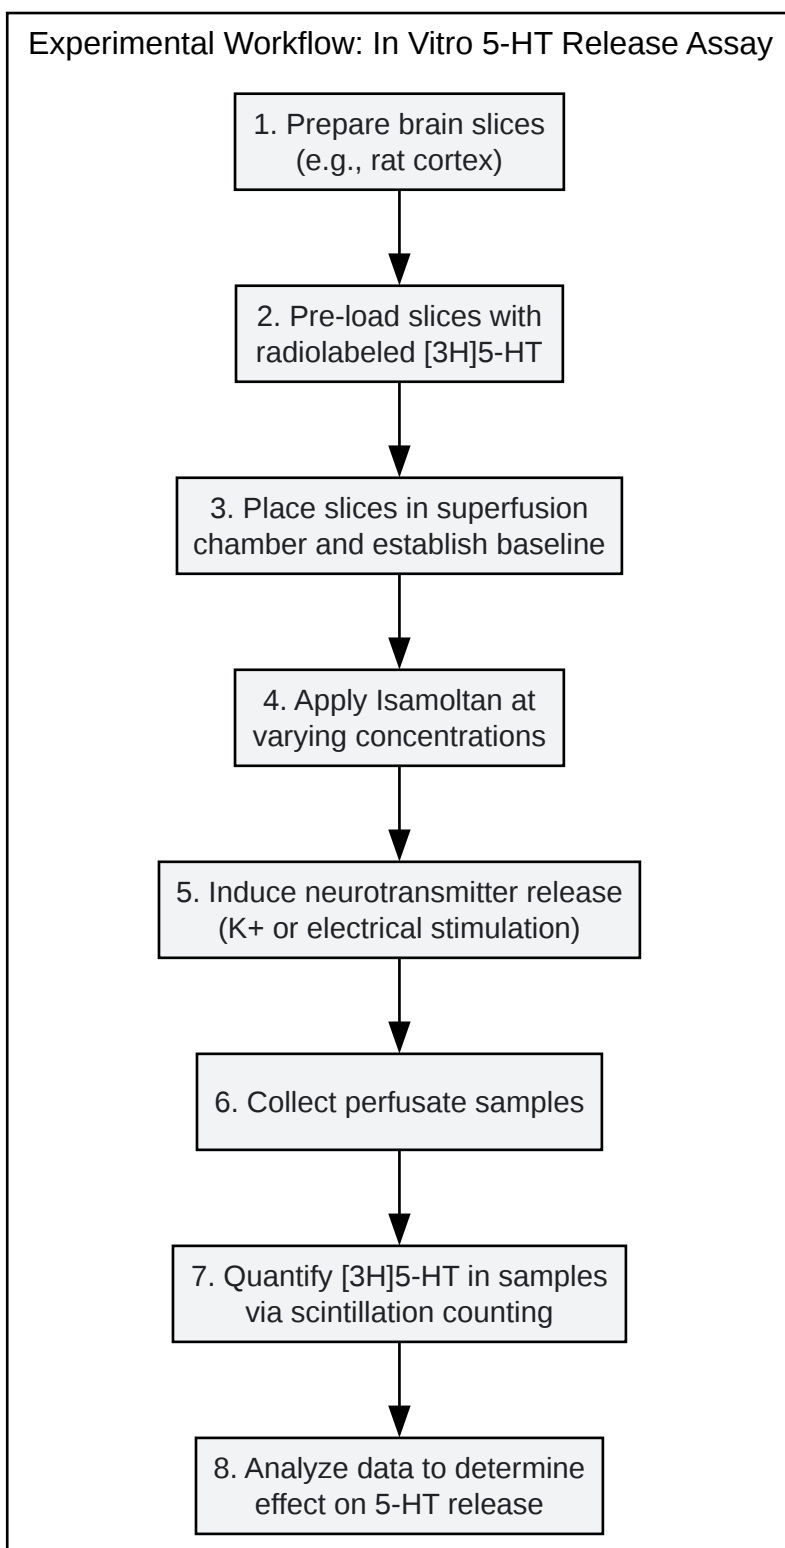 Experimental Workflow: In Vitro 5-HT Release Assay
1. Prepare brain slices
(e.g., rat cortex)
2. Pre-load slices with
radiolabeled [3H]5-HT
3. Place slices in superfusion
chamber and establish baseline
4. Apply Isamoltan at
varying concentrations
5. Induce neurotransmitter release
(K+ or electrical stimulation)
6. Collect perfusate samples
7. Quantify [3H]5-HT in samples
via scintillation counting
8. Analyze data to determine
effect on 5-HT release